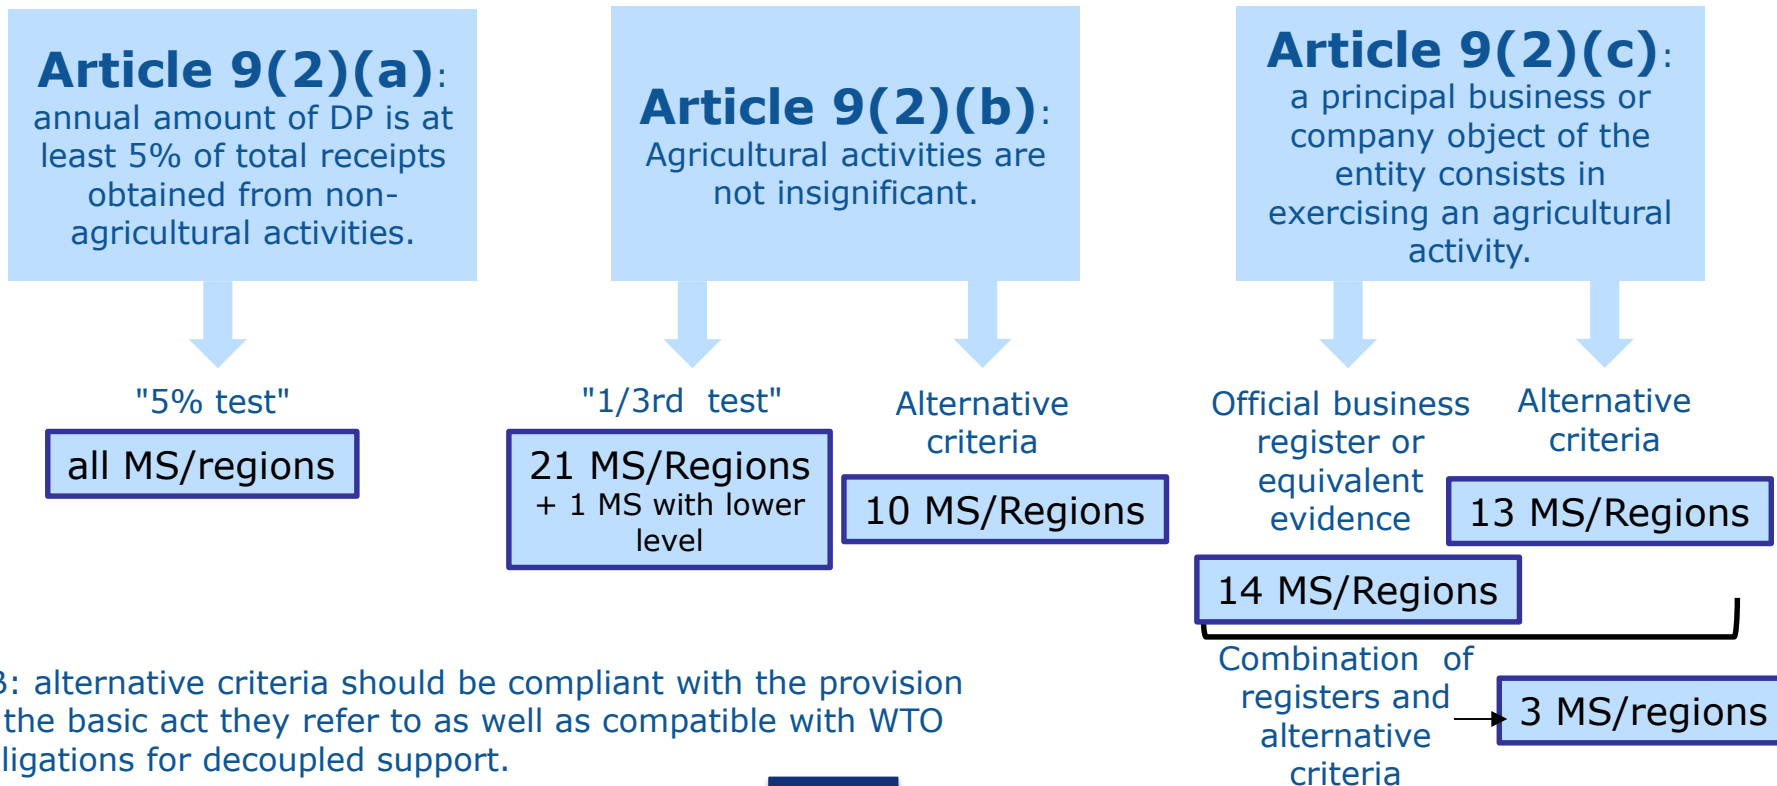 Article 9(2)(a):
annual amount of DP is at
least 5% of total receipts
obtained from non-
agricultural activities.
Article 9(2)(b):
Agricultural activities are
not insignificant.
Article 9(2)(c):
a principal business or
company object of the
entity consists in
exercising an agricultural
activity.
"5% test"
all MS/regions
"1/3rd  test"
21 MS/Regions
+ 1 MS with lower
level
Alternative
criteria
10 MS/Regions
Official business
register or
equivalent
evidence
14 MS/Regions
Alternative
criteria
13 MS/Regions
Combination  of
registers and
alternative
criteria
3 MS/regions
: alternative criteria should be compliant with the provision
the basic act they refer to as well as compatible with WTO
ligations for decoupled support.